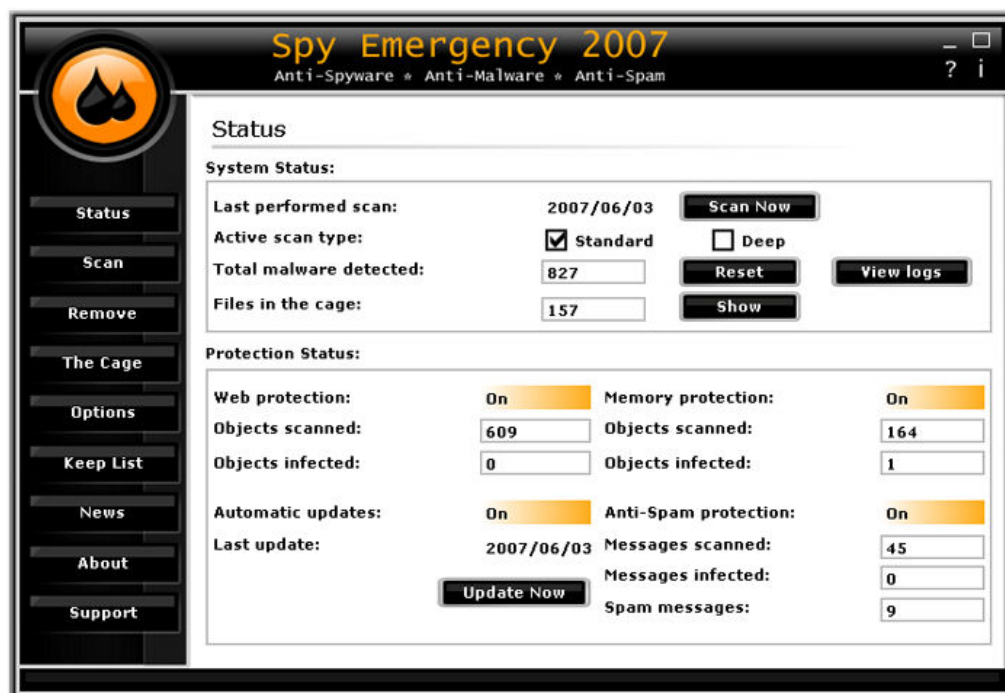 Spy Emergency 2007
Anti-Spyware * Anti-Malware * Anti-Spam
? i
Status
Scan
Remove
The Cage
Options
Keep List
News
About
Support
Status
System Status:
Last performed scan: 2007/06/03 Scan Now
Active scan type: Standard Deep
Total malware detected: 827 Reset View logs
Files in the cage: 157 Show
Protection Status:
Web protection: On Memory protection: On
Objects scanned: 609 Objects scanned: 164
Objects infected: 0 Objects infected: 1
Automatic updates: On Anti-Spam protection: On
Last update: 2007/06/03 Messages scanned: 45
Messages infected: 0
Update Now
Spam messages: 9